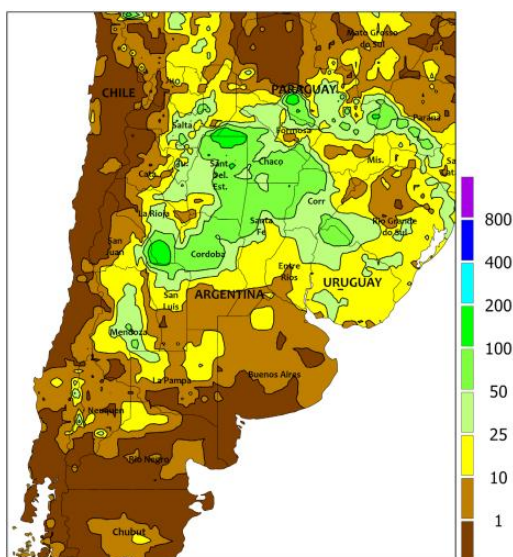 Mato Grosso
do Sul
CHILE
PARAGUAY
Salta
Formosa
Paraná
Chaco
Sant.
Del
Est.
Mis.
Cata
La Rioja
Corr
Santa
Fe
Rio Grande
do Sul
San
Juan
Cordoba
Entre
Rios
URUGUAY
San
Luis
ARGENTINA
Mendoza
La Pampa
Buenos Aires
Neuquen
Rio Negro
Chubut
800
400
200
100
50
25
10
1